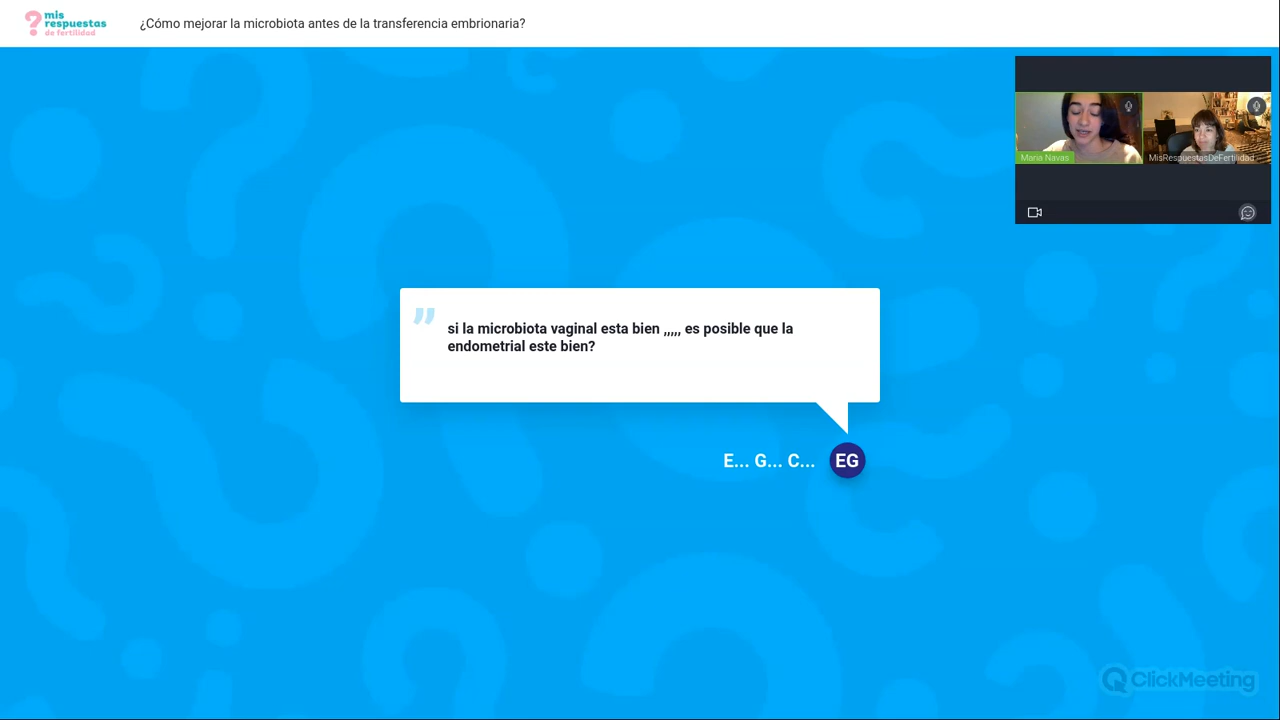 mis
respuestas
de fertilidad
¿Cómo mejorar la microbiota antes de la transferencia embrionaria?
Maria Navas
MisRespuestasDeFertilidad
si la microbiota vaginal esta bien ,,,,, es posible que la
endometrial este bien?
E... G... C...
EG
ClickMeeting